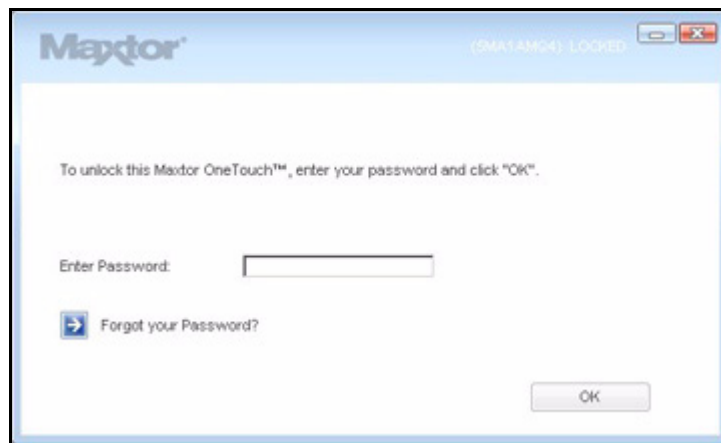 Maxtor®
LOCKED
To unlock this Maxtor OneTouch™, enter your password and click "OK".
Enter Password:
Forgot your Password?
OK